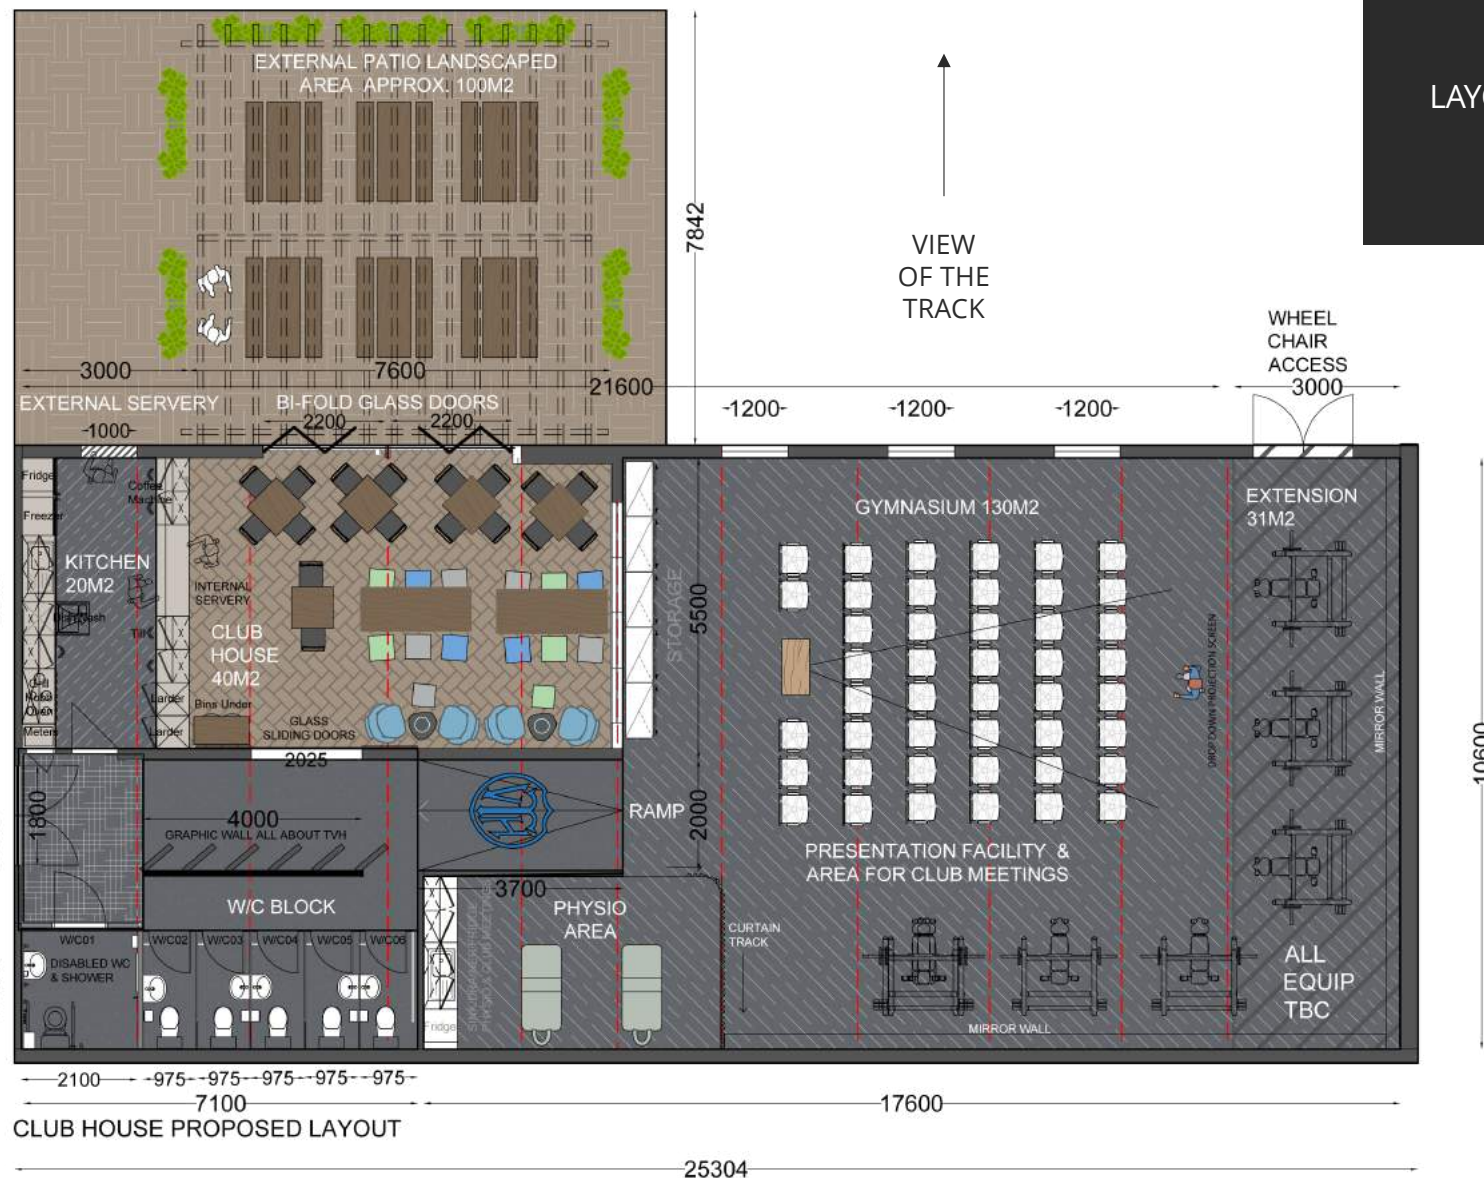 LAYO
EXTERNAL PATIO LANDSCAPED
AREA APPROX. 100M2
7842
VIEW
OF THE
TRACK
WHEEL
CHAIR
ACCESS
3000
7600
21600
3000
EXTERNAL SERVERY
BI-FOLD GLASS DOORS
2200
2200
-1200-
-1200-
-1200-
-1000-
Fridge
Freezer
Coffee
Machine
KITCHEN
20M2
Till
Grill
Hobs
Oven
Meters
Larder
Larder
INTERNAL
SERVERY
CLUB
HOUSE
40M2
Bins Under
GLASS
SLIDING DOORS
2025
STORAGE
5500
GYMNASIUM 130M2
EXTENSION
31M2
DROP DOWN PROJECTION SCREEN
MIRROR WALL
10600
1800
4000
GRAPHIC WALL ALL ABOUT TVH
RAMP
2000
PRESENTATION FACILITY &
AREA FOR CLUB MEETINGS
W/C BLOCK
3700
PHYSIO
AREA
CURTAIN
TRACK
W/C01
W/C02
W/C03
W/C04
W/C05
W/C06
DISABLED WC
& SHOWER
Fridge
ALL
EQUIP
TBC
MIRROR WALL
2100
-975-
-975-
-975-
-975-
-975-
7100
17600
CLUB HOUSE PROPOSED LAYOUT
25304